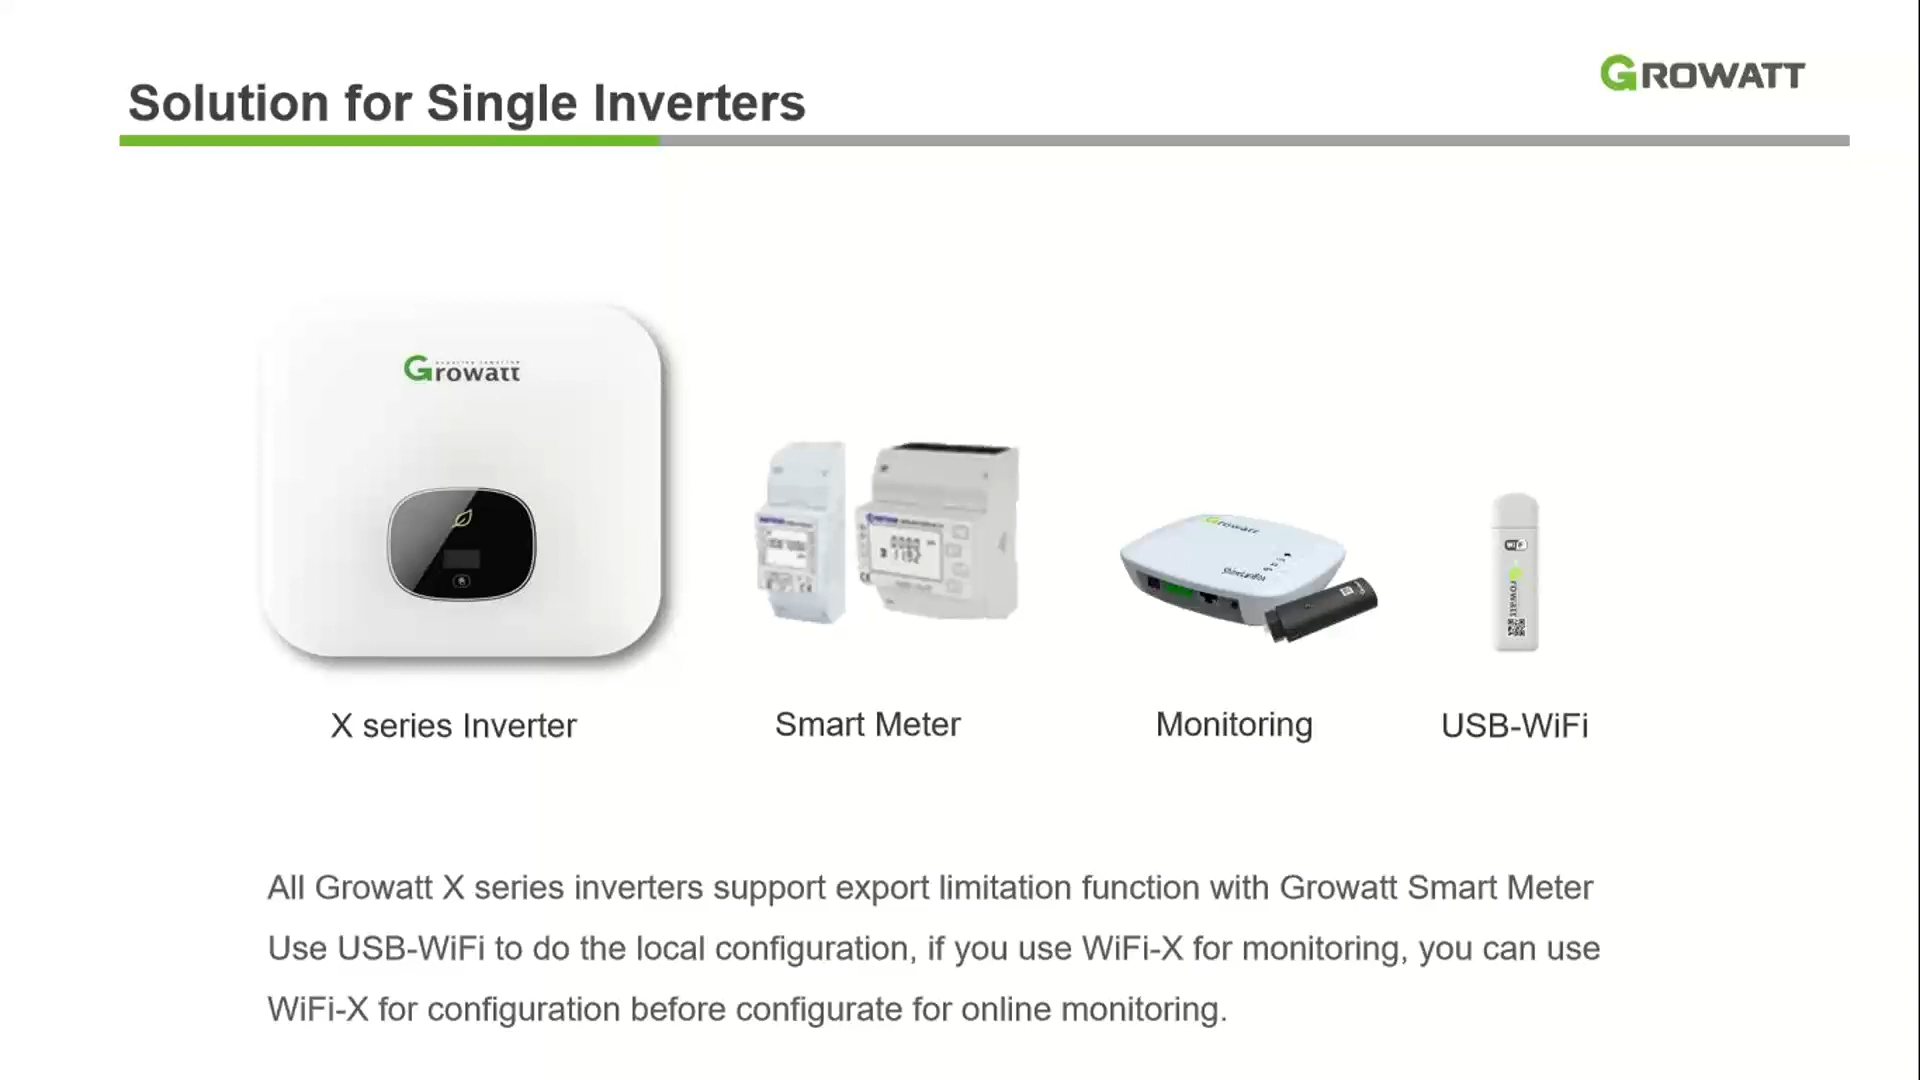 Solution for Single Inverters
GROWATT
Growatt
Growatt
Growatt
X series Inverter
Smart Meter
Monitoring
USB-WiFi
All Growatt X series inverters support export limitation function with Growatt Smart Meter
Use USB-WiFi to do the local configuration, if you use WiFi-X for monitoring, you can use
WiFi-X for configuration before configurate for online monitoring.